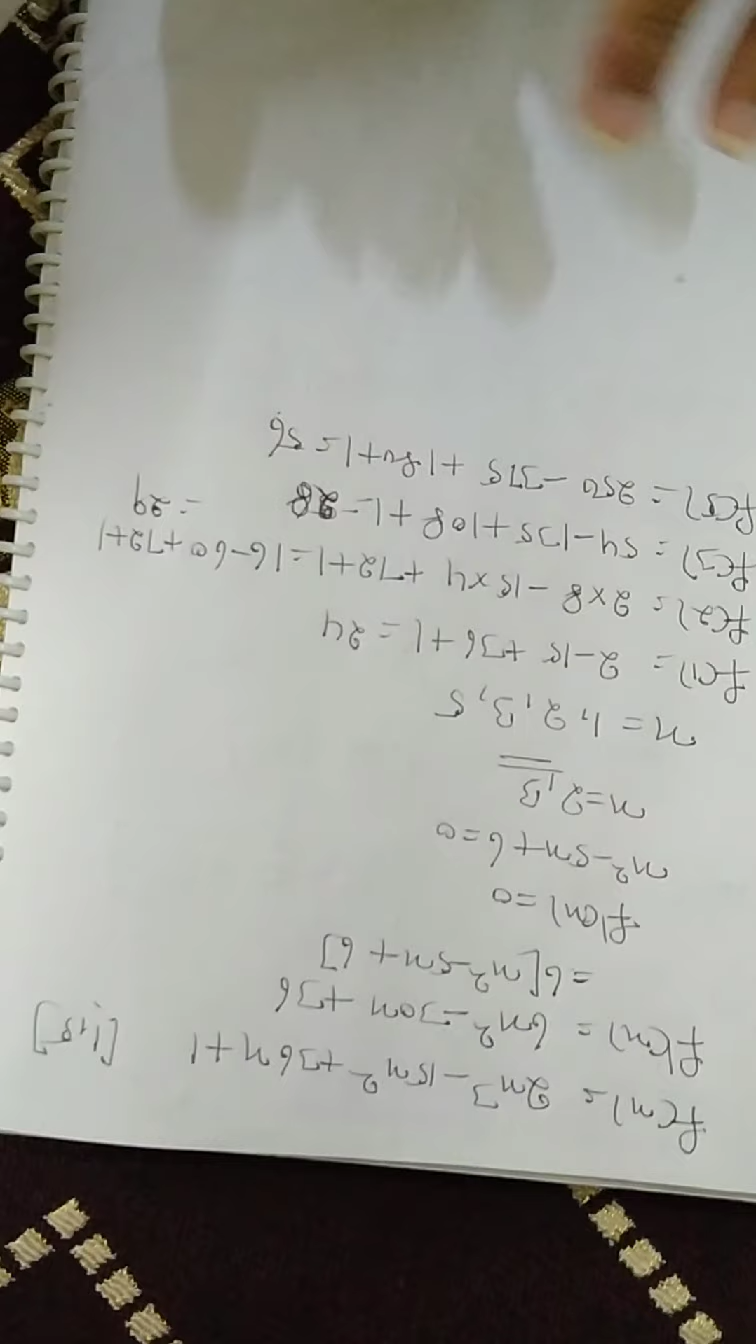 f(x) = 2x³ - 15x² + 36x + 1 [1,5]
f'(x) = 6x² - 30x + 36
= 6[x² - 5x + 6]
f'(x) = 0
x² - 5x + 6 = 0
x = 2, 3
x = 1, 2, 3, 5
f(1) = 2 - 15 + 36 + 1 = 24
f(2) = 2×8 - 15×4 + 72 + 1 = 16 - 60 + 72 + 1
= 29
f(3) = 54 - 135 + 108 + 1 = 28
f(5) = 250 - 375 + 180 + 1 = 56